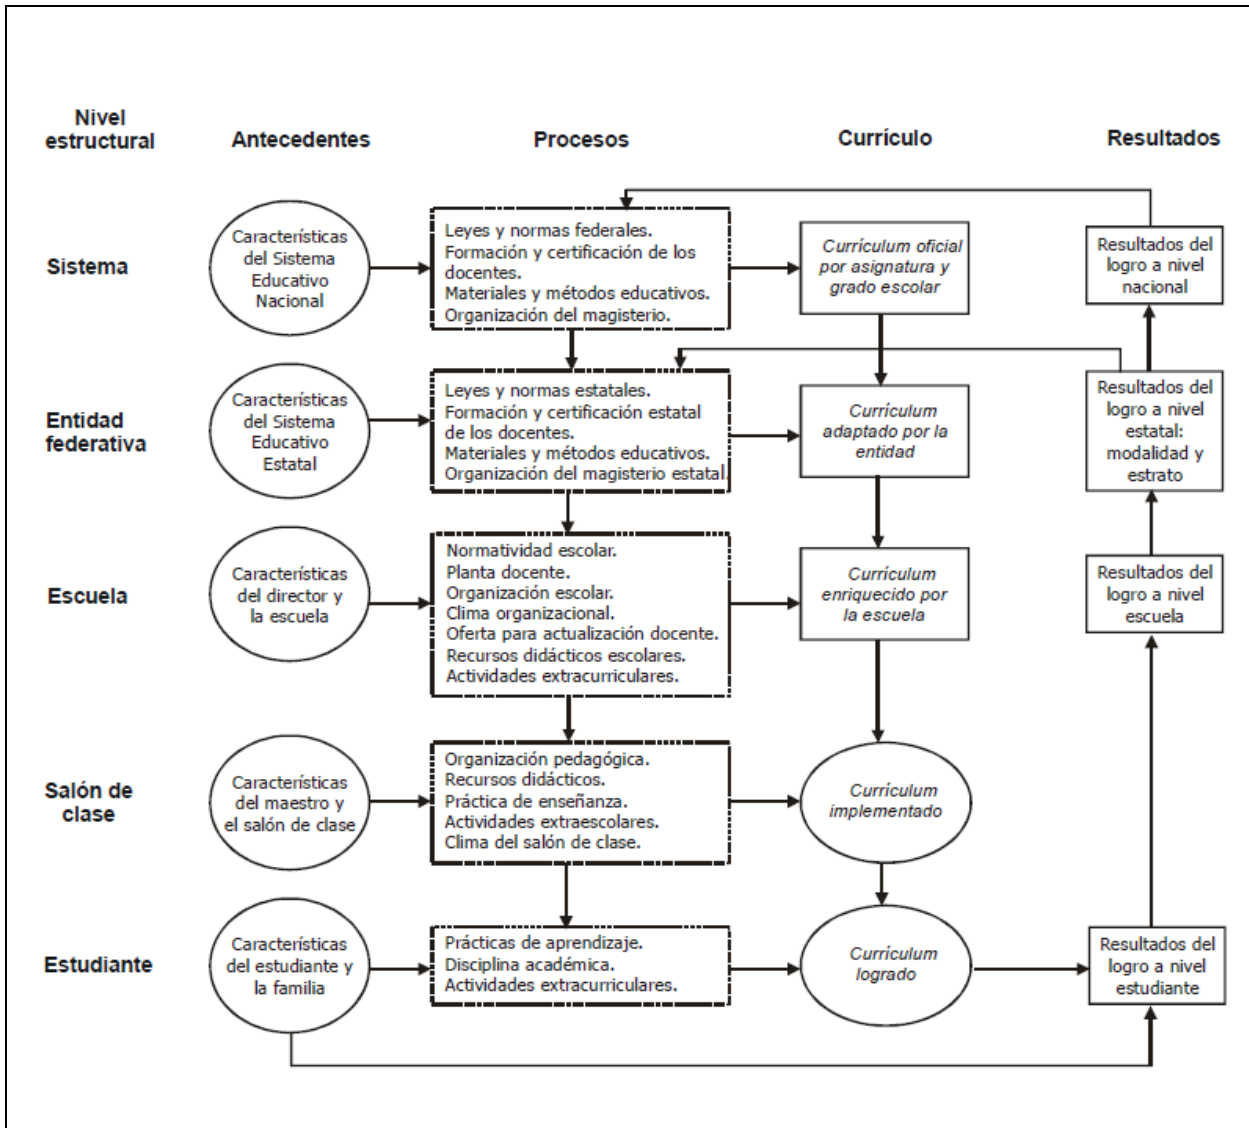 Nivel
estructural
Antecedentes
Procesos
Currículo
Resultados
Sistema
Características
del Sistema
Educativo
Nacional
Leyes y normas federales.
Formación y certificación de los
docentes.
Materiales y métodos educativos.
Organización del magisterio.
Currículum oficial
por asignatura y
grado escolar
Resultados del
logro a nivel
nacional
Entidad
federativa
Características
del Sistema
Educativo
Estatal
Leyes y normas estatales.
Formación y certificación estatal
de los docentes.
Materiales y métodos educativos.
Organización del magisterio estatal.
Currículum
adaptado por la
entidad
Resultados del
logro a nivel
estatal:
modalidad y
estrato
Escuela
Características
del director y
la escuela
Normatividad escolar.
Planta docente.
Organización escolar.
Clima organizacional.
Oferta para actualización docente.
Recursos didácticos escolares.
Actividades extracurriculares.
Currículum
enriquecido por
la escuela
Resultados del
logro a nivel
escuela
Salón de
clase
Características
del maestro y
el salón de clase
Organización pedagógica.
Recursos didácticos.
Práctica de enseñanza.
Actividades extraescolares.
Clima del salón de clase.
Currículum
implementado
Estudiante
Características
del estudiante y
la familia
Prácticas de aprendizaje.
Disciplina académica.
Actividades extracurriculares.
Currículum
logrado
Resultados del
logro a nivel
estudiante